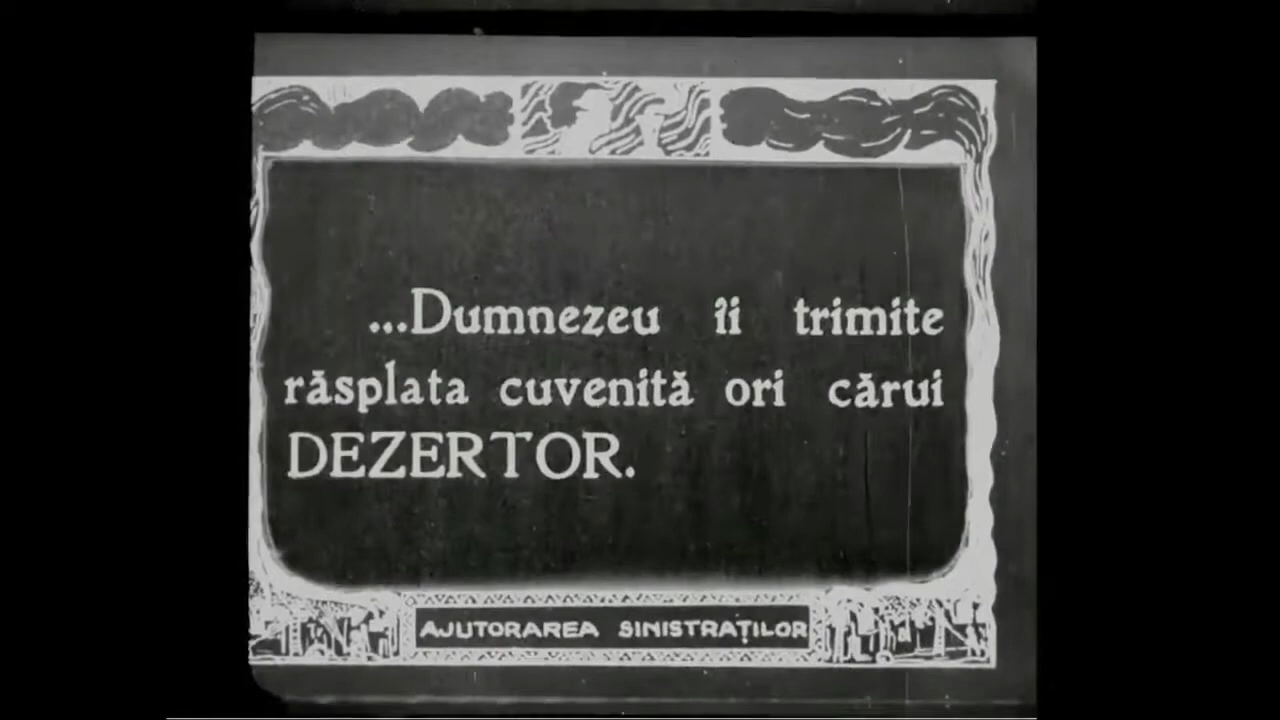 ...Dumnezeu îi trimite
răsplata cuvenită ori cărui
DEZERTOR.
AJUTORAREA SINISTRAȚILOR